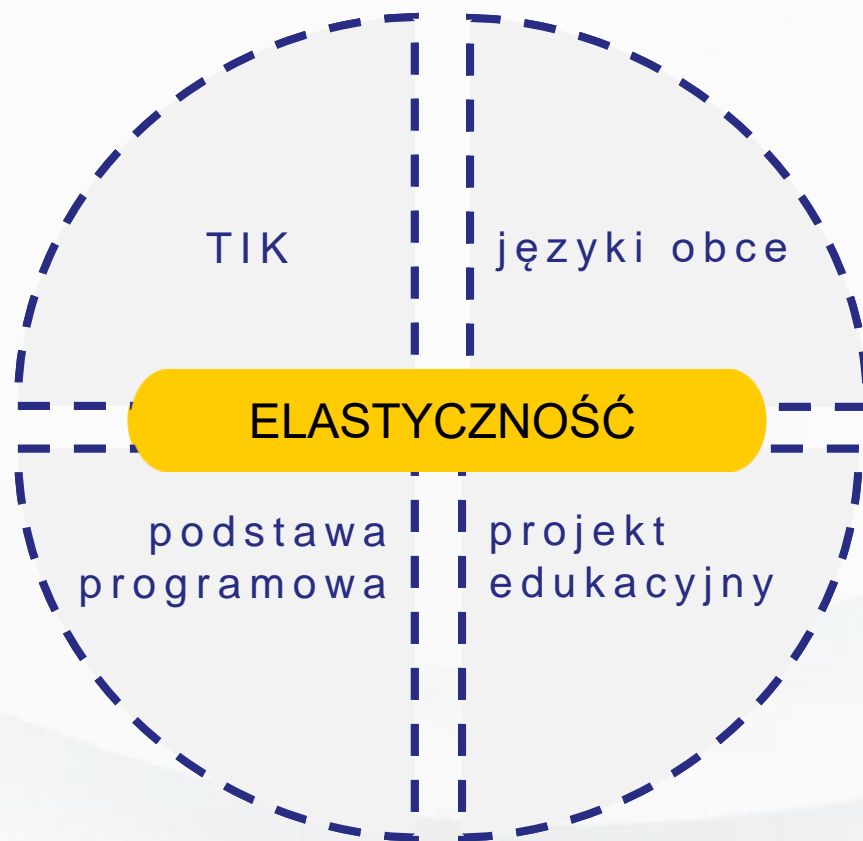 TIK
języki obce
ELASTYCZNOŚĆ
podstawa
programowa
projekt
edukacyjny